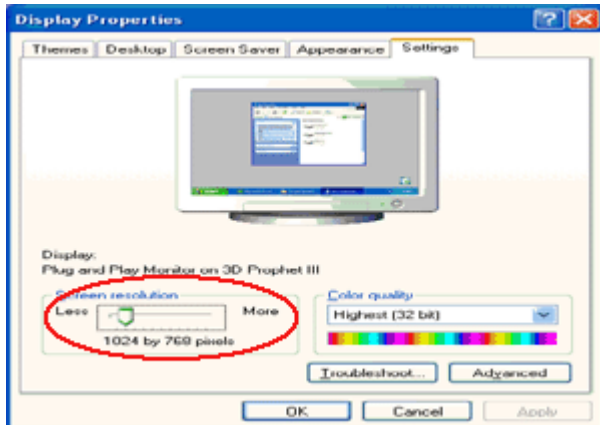 Display Properties
Themes Desktop Screen Saver Appearance Settings
Display:
Plug and Play Monitor on 3D Prophet III
Screen resolution
Less More
1024 by 768 pixels
Color quality
Highest (32 bit)
Troubleshoot... Advanced
OK Cancel Apply